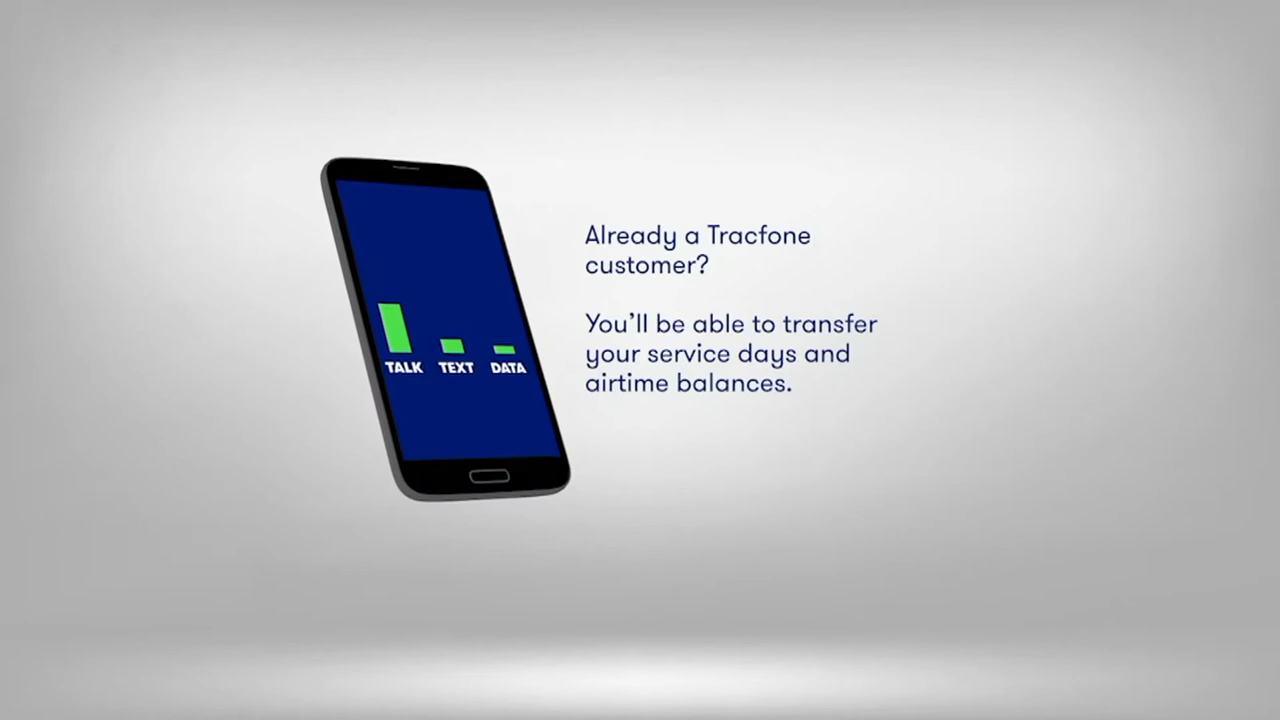 Already a Tracfone
customer?
You'll be able to transfer
your service days and
airtime balances.
TALK TEXT DATA